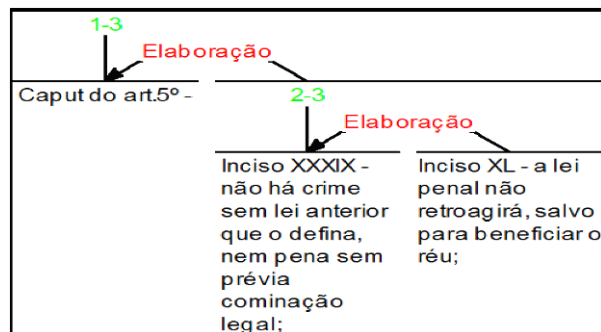 1-3
Elaboração
Caput do art.5º -
2-3
Elaboração
Inciso XXXIX -
não há crime
sem lei anterior
que o defina,
nem pena sem
prévia
cominação
legal;
Inciso XL - a lei
penal não
retroagirá, salvo
para beneficiar o
réu;